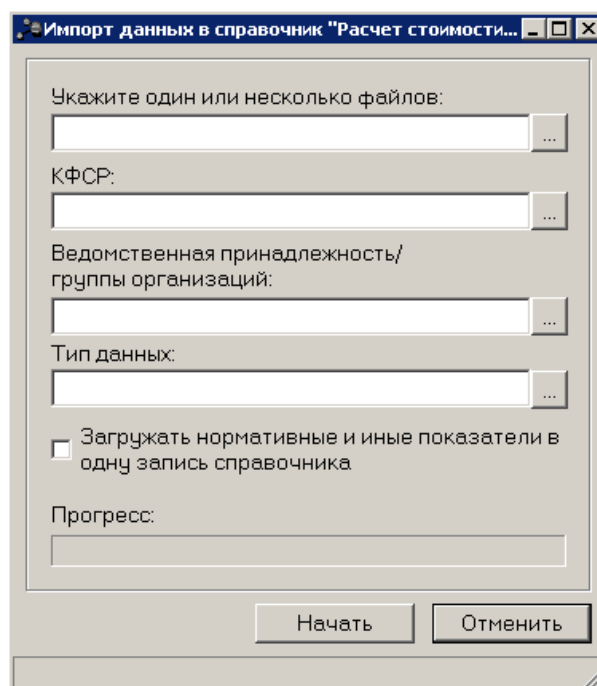 Импорт данных в справочник "Расчет стоимости...
Укажите один или несколько файлов:
...
КФСР:
...
Ведомственная принадлежность/
группы организаций:
...
Тип данных:
...
Загружать нормативные и иные показатели в
одну запись справочника
Прогресс:
Начать Отменить